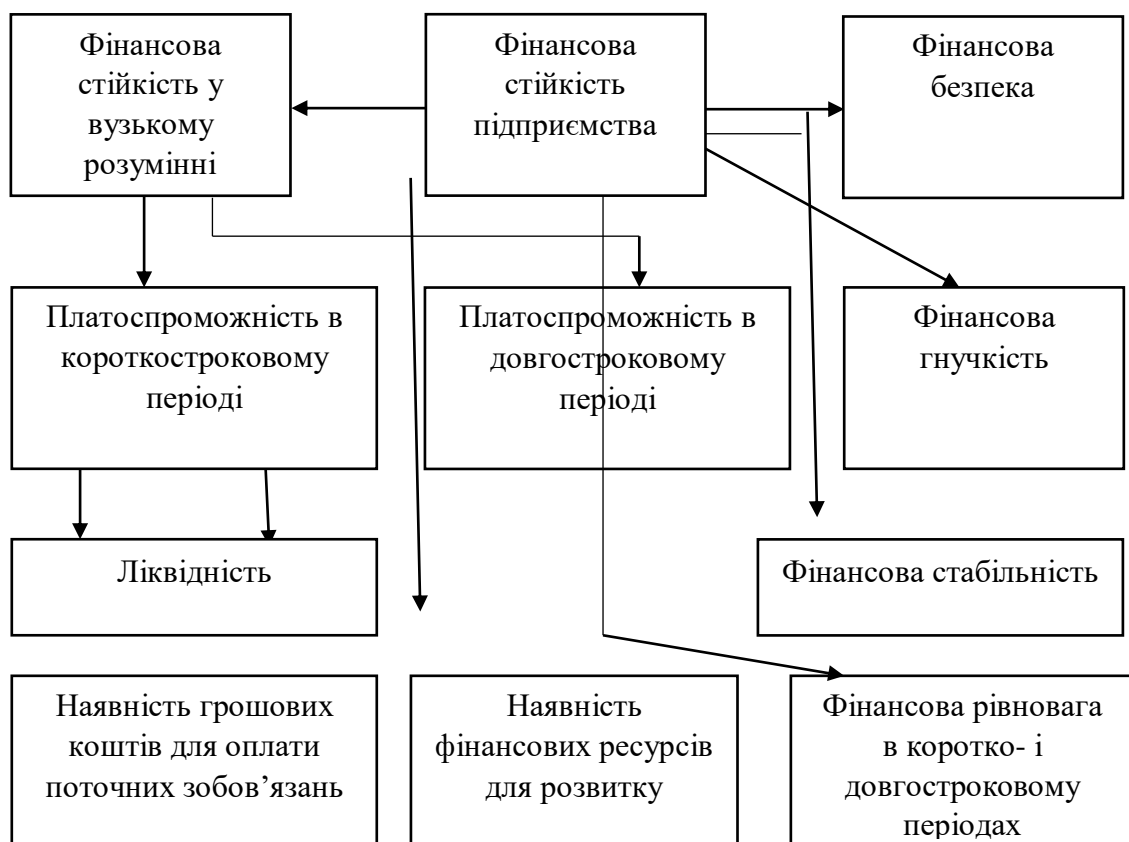 Фінансова
стійкість у
вузькому
розумінні
Фінансова
стійкість
підприємства
Фінансова
безпека
Платоспроможність в
короткостроковому
періоді
Платоспроможність в
довгостроковому
періоді
Фінансова
гнучкість
Ліквідність
Фінансова стабільність
Наявність грошових
коштів для оплати
поточних зобов’язань
Наявність
фінансових ресурсів
для розвитку
Фінансова рівновага
в коротко- і
довгостроковому
періодах